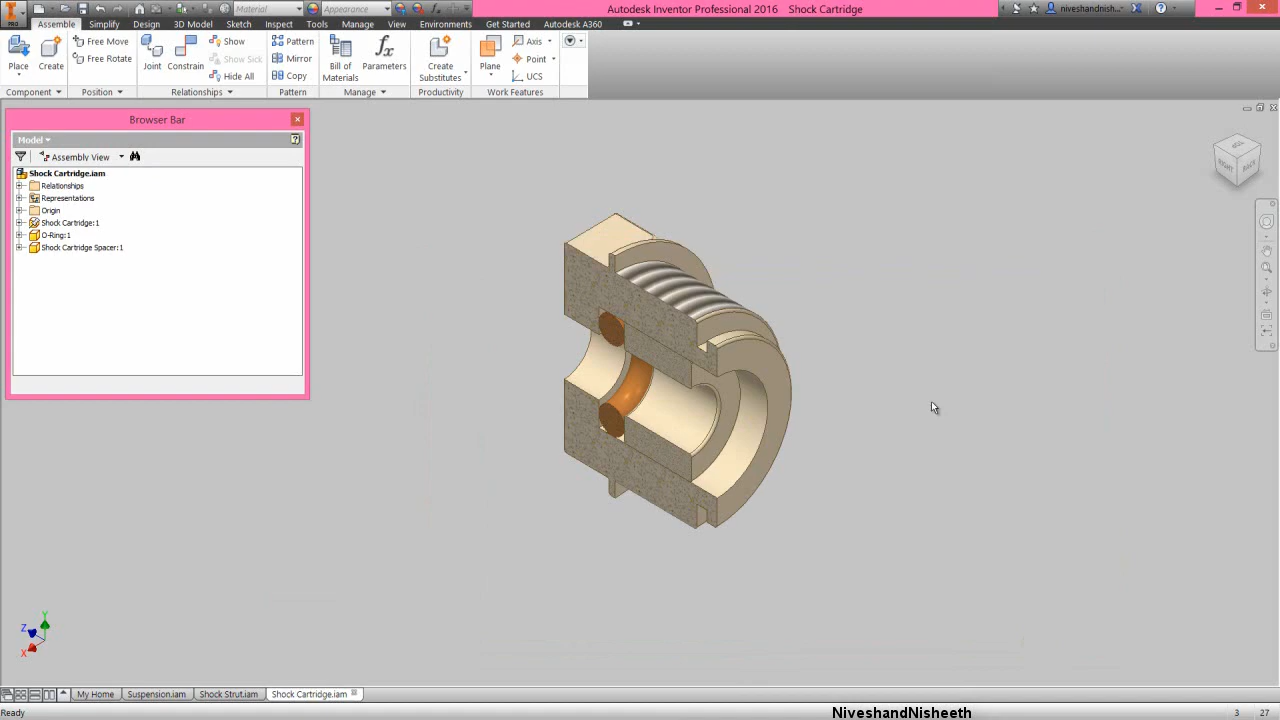 Autodesk Inventor Professional 2016 Shock Cartridge
Material
Appearance
niveshandnish...
PRO
Assemble Simplify Design 3D Model Sketch Inspect Tools Manage View Environments Get Started Autodesk A360
Place
Create
Free Move
Free Rotate
Joint
Constrain
Show
Show Sick
Hide All
Pattern
Mirror
Copy
Bill of
Materials
Parameters
Create
Substitutes
Plane
Axis
Point
UCS
Component Position Relationships Pattern Manage Productivity Work Features
Browser Bar
Model
Assembly View
Shock Cartridge.iam
Relationships
Representations
Origin
Shock Cartridge:1
O-Ring:1
Shock Cartridge Spacer:1
RIGHT
BACK
Y
Z
X
My Home Suspension.iam Shock Strut.iam Shock Cartridge.iam
Ready
NiveshandNisheeth
3 27